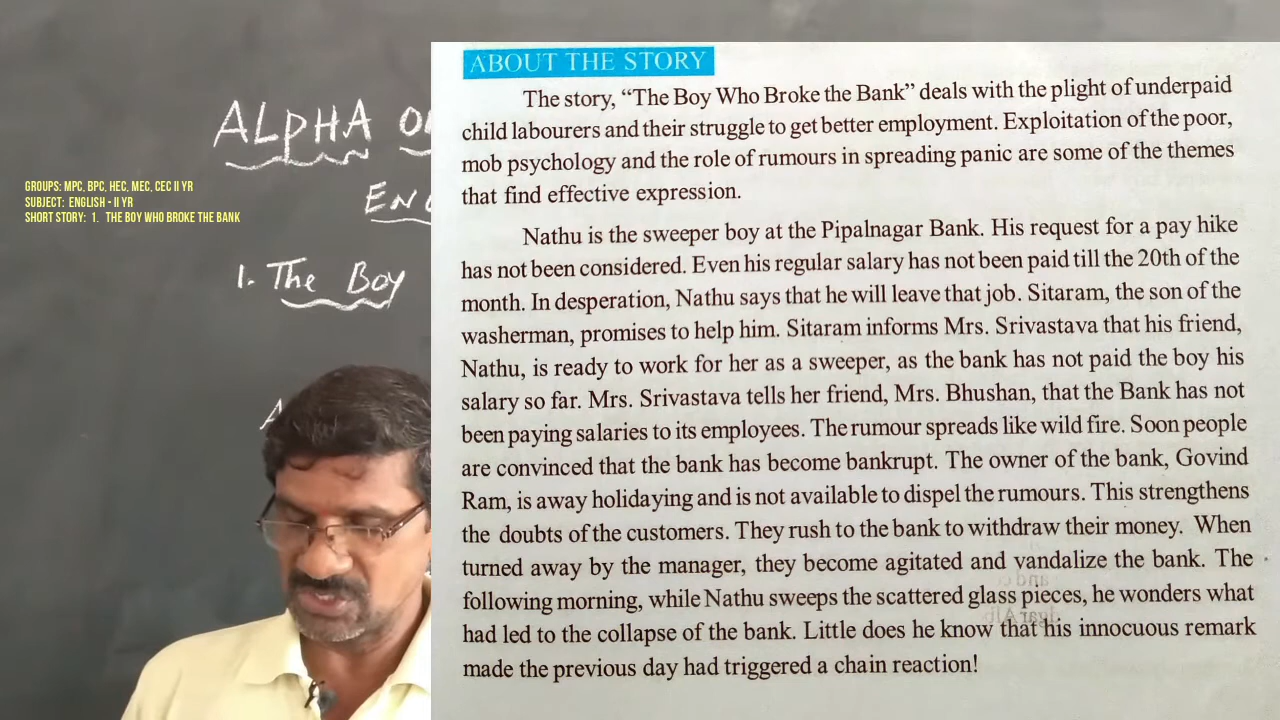 ALPHA
EN
1. The Boy
A
GROUPS: MPC, BPC, HEC, MEC, CEC II YR
SUBJECT: ENGLISH - II YR
SHORT STORY: 1. THE BOY WHO BROKE THE BANK
ABOUT THE STORY
The story, “The Boy Who Broke the Bank” deals with the plight of underpaid
child labourers and their struggle to get better employment. Exploitation of the poor,
mob psychology and the role of rumours in spreading panic are some of the themes
that find effective expression.
Nathu is the sweeper boy at the Pipalnagar Bank. His request for a pay hike
has not been considered. Even his regular salary has not been paid till the 20th of the
month. In desperation, Nathu says that he will leave that job. Sitaram, the son of the
washerman, promises to help him. Sitaram informs Mrs. Srivastava that his friend,
Nathu, is ready to work for her as a sweeper, as the bank has not paid the boy his
salary so far. Mrs. Srivastava tells her friend, Mrs. Bhushan, that the Bank has not
been paying salaries to its employees. The rumour spreads like wild fire. Soon people
are convinced that the bank has become bankrupt. The owner of the bank, Govind
Ram, is away holidaying and is not available to dispel the rumours. This strengthens
the doubts of the customers. They rush to the bank to withdraw their money. When
turned away by the manager, they become agitated and vandalize the bank. The
following morning, while Nathu sweeps the scattered glass pieces, he wonders what
had led to the collapse of the bank. Little does he know that his innocuous remark
made the previous day had triggered a chain reaction!